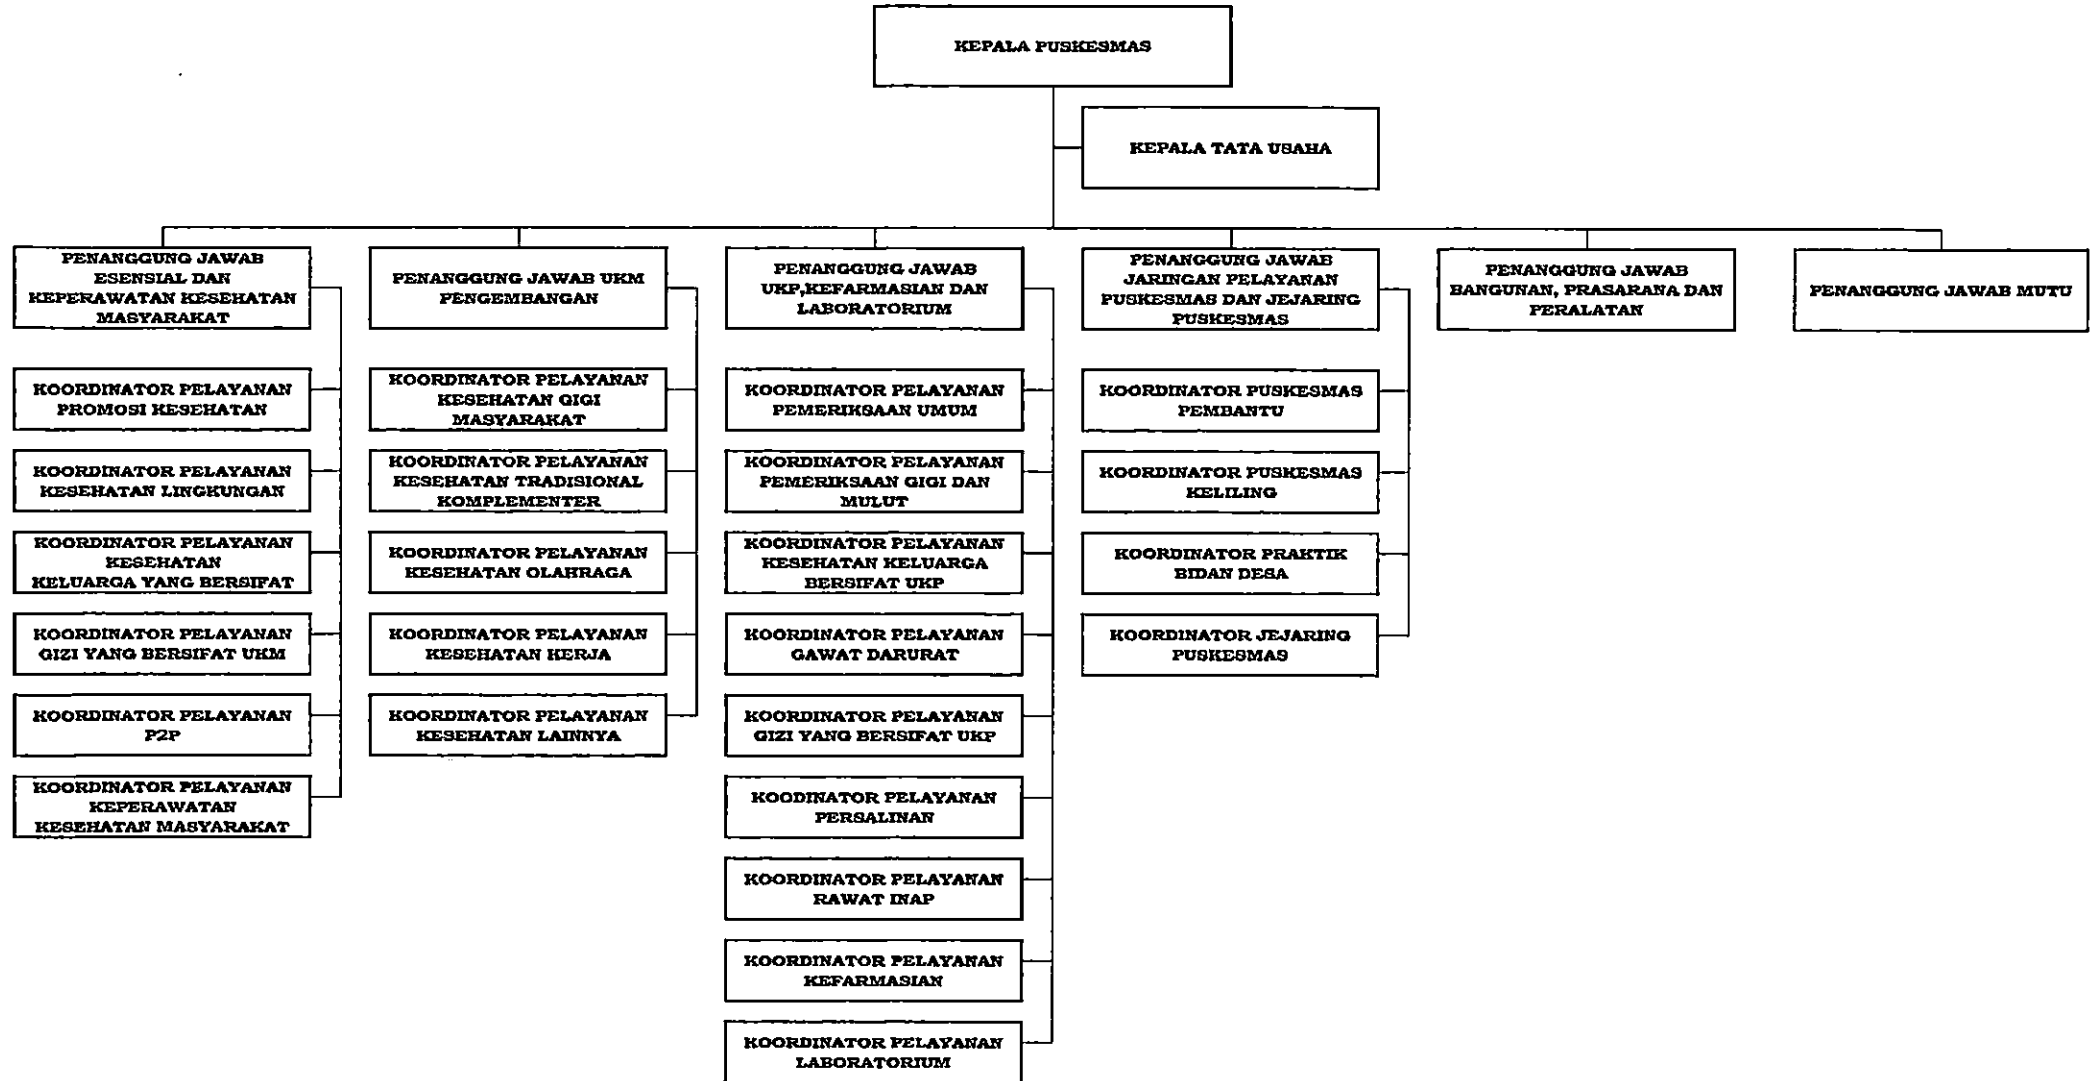 KEPALA PUSKESMAS
KEPALA TATA USAHA
PENANGGUNG JAWAB
ESENSIAL DAN
KEPERAWATAN KESEHATAN
MASYARAKAT
KOORDINATOR PELAYANAN
PROMOSI KESEHATAN
KOORDINATOR PELAYANAN
KESEHATAN LINGKUNGAN
KOORDINATOR PELAYANAN
KESEHATAN
KELUARGA YANG BERSIFAT
KOORDINATOR PELAYANAN
GIZI YANG BERSIFAT UKM
KOORDINATOR PELAYANAN
P2P
KOORDINATOR PELAYANAN
KEPERAWATAN
KESEHATAN MASYARAKAT
PENANGGUNG JAWAB UKM
PENGEMBANGAN
KOORDINATOR PELAYANAN
KESEHATAN GIGI
MASYARAKAT
KOORDINATOR PELAYANAN
KESEHATAN TRADISIONAL
KOMPLEMENTER
KOORDINATOR PELAYANAN
KESEHATAN OLAHRAGA
KOORDINATOR PELAYANAN
KESEHATAN KERJA
KOORDINATOR PELAYANAN
KESEHATAN LAINNYA
PENANGGUNG JAWAB
UKP,KEFARMASIAN DAN
LABORATORIUM
KOORDINATOR PELAYANAN
PEMERIKSAAN UMUM
KOORDINATOR PELAYANAN
PEMERIKSAAN GIGI DAN
MULUT
KOORDINATOR PELAYANAN
KESEHATAN KELUARGA
BERSIFAT UKP
KOORDINATOR PELAYANAN
GAWAT DARURAT
KOORDINATOR PELAYANAN
GIZI YANG BERSIFAT UKP
KOODINATOR PELAYANAN
PERSALINAN
KOORDINATOR PELAYANAN
RAWAT INAP
KOORDINATOR PELAYANAN
KEFARMASIAN
KOORDINATOR PELAYANAN
LABORATORIUM
PENANGGUNG JAWAB
JARINGAN PELAYANAN
PUSKESMAS DAN JEJARING
PUSKESMAS
KOORDINATOR PUSKESMAS
PEMBANTU
KOORDINATOR PUSKESMAS
KELILING
KOORDINATOR PRAKTIK
BIDAN DESA
KOORDINATOR JEJARING
PUSKESMAS
PENANGGUNG JAWAB
BANGUNAN, PRASARANA DAN
PERALATAN
PENANGGUNG JAWAB MUTU